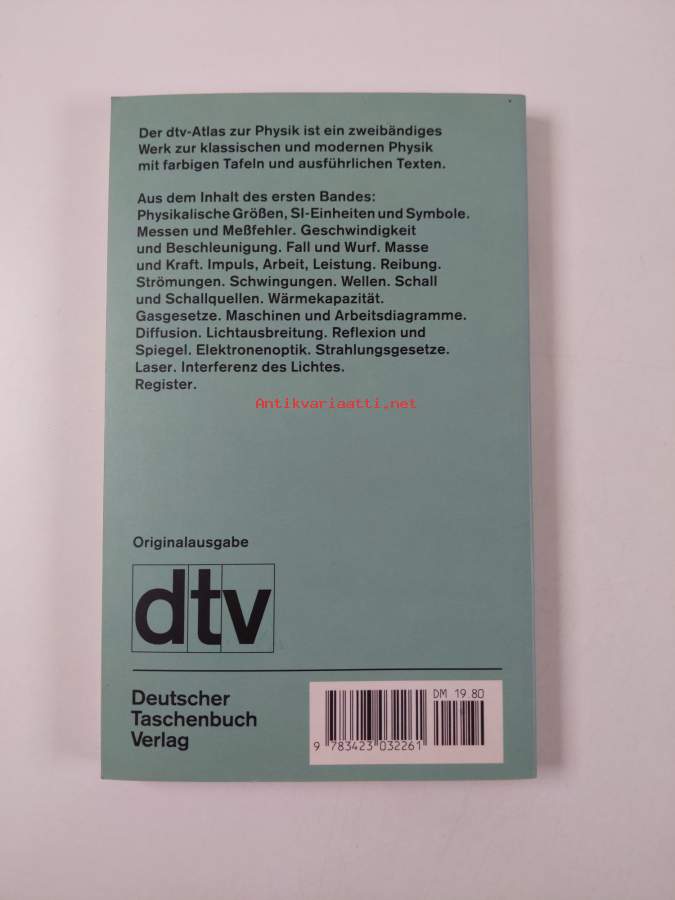 Der dtv-Atlas zur Physik ist ein zweibändiges
Werk zur klassischen und modernen Physik
mit farbigen Tafeln und ausführlichen Texten.
Aus dem Inhalt des ersten Bandes:
Physikalische Größen, SI-Einheiten und Symbole.
Messen und Meßfehler. Geschwindigkeit
und Beschleunigung. Fall und Wurf. Masse
und Kraft. Impuls, Arbeit, Leistung. Reibung.
Strömungen. Schwingungen. Wellen. Schall
und Schallquellen. Wärmekapazität.
Gasgesetze. Maschinen und Arbeitsdiagramme.
Diffusion. Lichtausbreitung. Reflexion und
Spiegel. Elektronenoptik. Strahlungsgesetze.
Laser. Interferenz des Lichtes.
Register.
Antikvariaatti.net
Originalausgabe
dtv
Deutscher
Taschenbuch
Verlag
DM 19 80
9 783423 032261